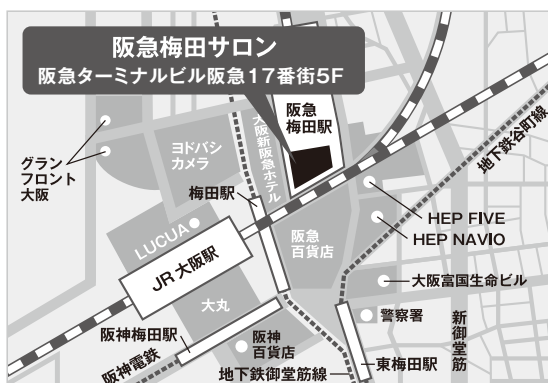 阪急梅田サロン
阪急ターミナルビル阪急17番街5F
阪急
梅田駅
大阪新阪急ホテル
ヨドバシ
カメラ
グラン
フロント
大阪
梅田駅
地下鉄谷町線
HEP FIVE
HEP NAVIO
LUCUA
阪急
百貨店
JR 大阪駅
大阪富国生命ビル
大丸
警察署
新御堂筋
阪神梅田駅
阪神
百貨店
阪神電鉄
東梅田駅
地下鉄御堂筋線